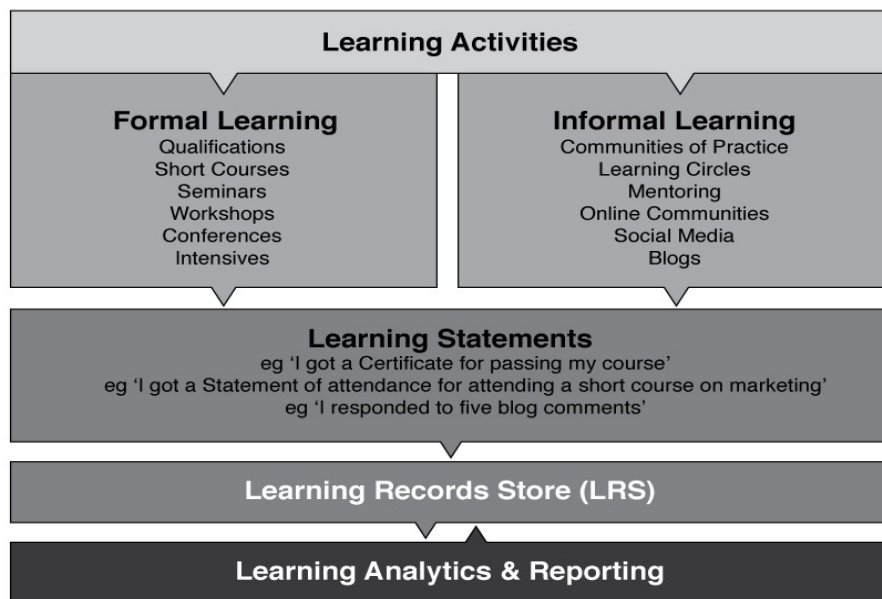 Learning Activities
Formal Learning
Qualifications
Short Courses
Seminars
Workshops
Conferences
Intensives
Informal Learning
Communities of Practice
Learning Circles
Mentoring
Online Communities
Social Media
Blogs
Learning Statements
eg ‘I got a Certificate for passing my course’
eg ‘I got a Statement of attendance for attending a short course on marketing’
eg ‘I responded to five blog comments’
Learning Records Store (LRS)
Learning Analytics & Reporting